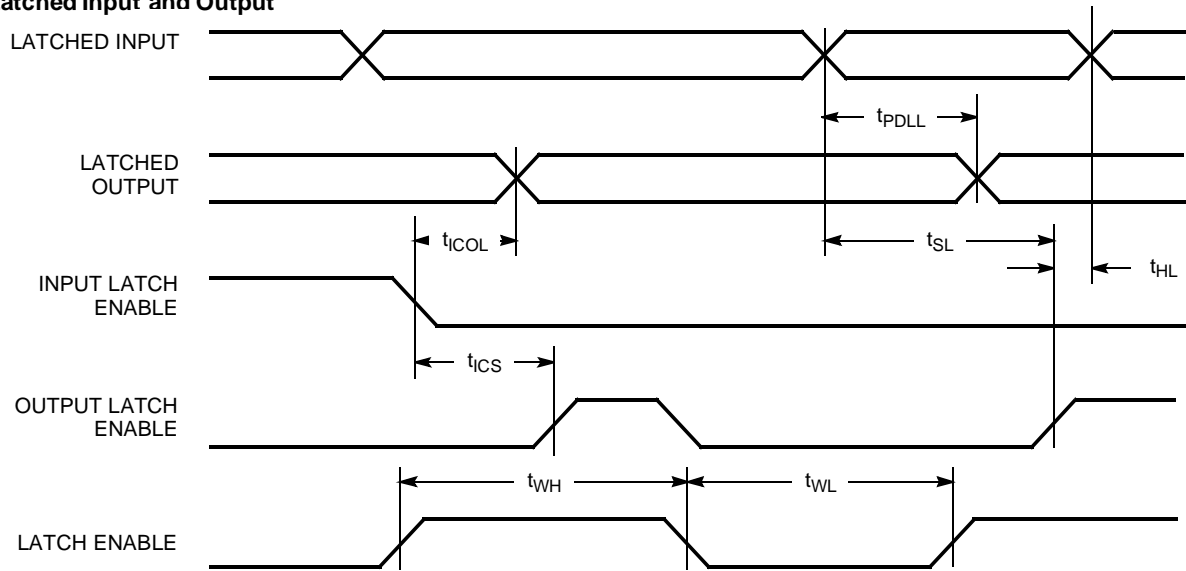 Latched Input and Output
LATCHED INPUT
tPDLL
LATCHED
OUTPUT
tICOL
tSL
INPUT LATCH
ENABLE
tHL
tICS
OUTPUT LATCH
ENABLE
tWH
tWL
LATCH ENABLE